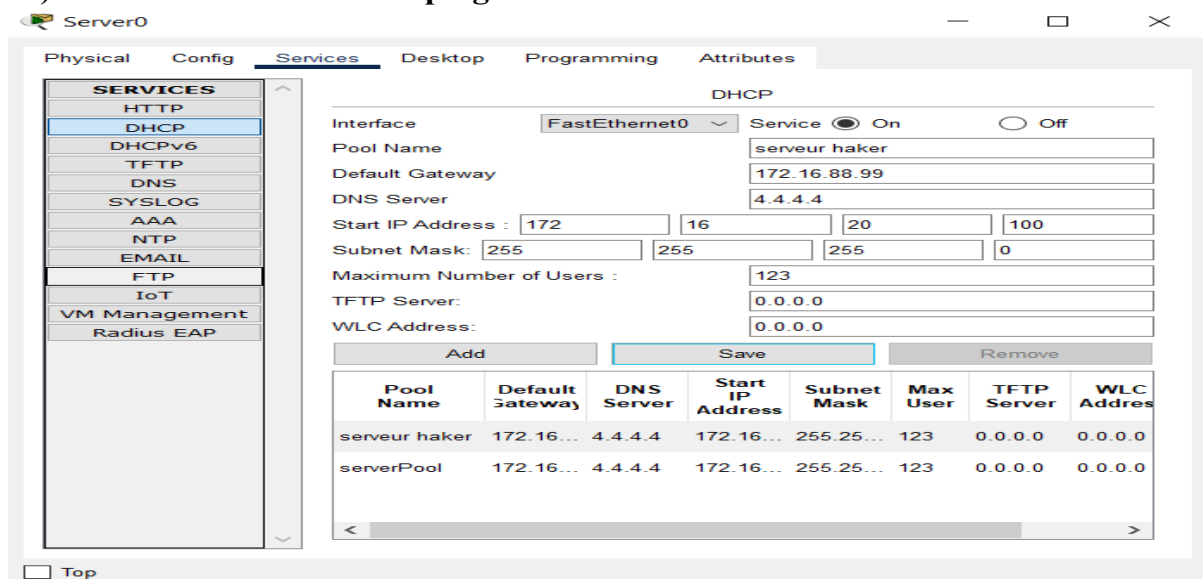 Server0
Physical Config Services Desktop Programming Attributes
SERVICES
HTTP
DHCP
DHCPv6
TFTP
DNS
SYSLOG
AAA
NTP
EMAIL
FTP
IoT
VM Management
Radius EAP
DHCP
Interface FastEthernet0 Service On Off
Pool Name serveur haker
Default Gateway 172.16.88.99
DNS Server 4.4.4.4
Start IP Address : 172 16 20 100
Subnet Mask: 255 255 255 0
Maximum Number of Users : 123
TFTP Server: 0.0.0.0
WLC Address: 0.0.0.0
Add Save Remove
Pool Name Default Gateway DNS Server Start IP Address Subnet Mask Max User TFTP Server WLC Addres
serveur haker 172.16... 4.4.4.4 172.16... 255.25... 123 0.0.0.0 0.0.0.0
serverPool 172.16... 4.4.4.4 172.16... 255.25... 123 0.0.0.0 0.0.0.0
Top